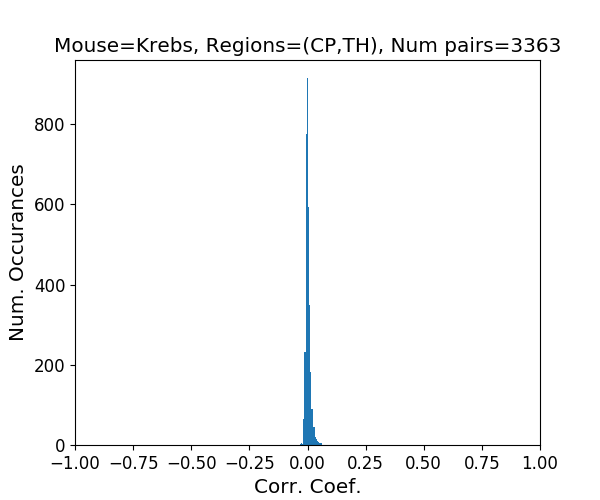 Mouse=Krebs, Regions=(CP,TH), Num pairs=3363
Num. Occurances
800
600
400
200
0
−1.00 −0.75 −0.50 −0.25 0.00 0.25 0.50 0.75 1.00
Corr. Coef.